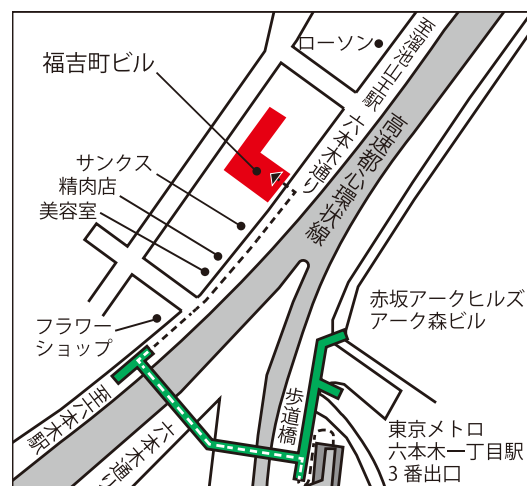 ローソン
至溜池山王駅
六本木通り
高速都心環状線
福吉町ビル
サンクス
精肉店
美容室
フラワー
ショップ
赤坂アークヒルズ
アーク森ビル
歩道橋
至六本木駅
六本木通り
東京メトロ
六本木一丁目駅
3 番出口